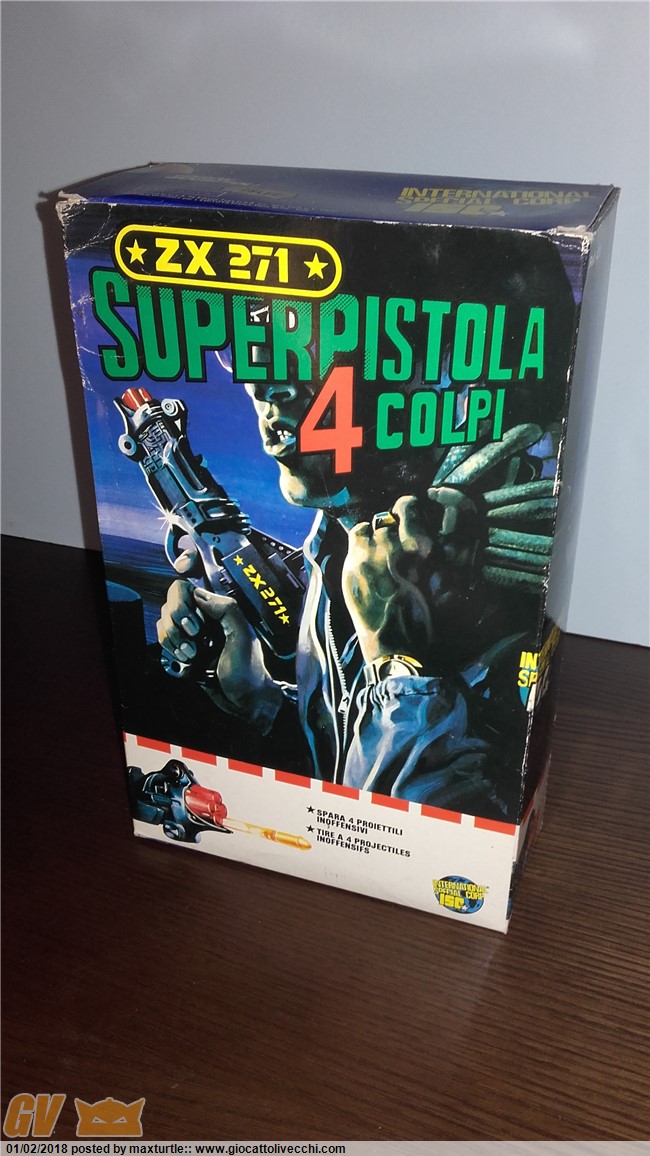 INTERNATIONAL
SPECIAL CORP
ISC
★ ZX 271 ★
SUPERPISTOLA
4 COLPI
★ZX 271★
★ SPARA 4 PROIETTILI
INOFFENSIVI
★ TIRE A 4 PROJECTILES
INOFFENSIFS
INTERNATIONAL
SPECIAL CORP
ISC
GV
01/02/2018 posted by maxturtle:: www.giocattolivecchi.com